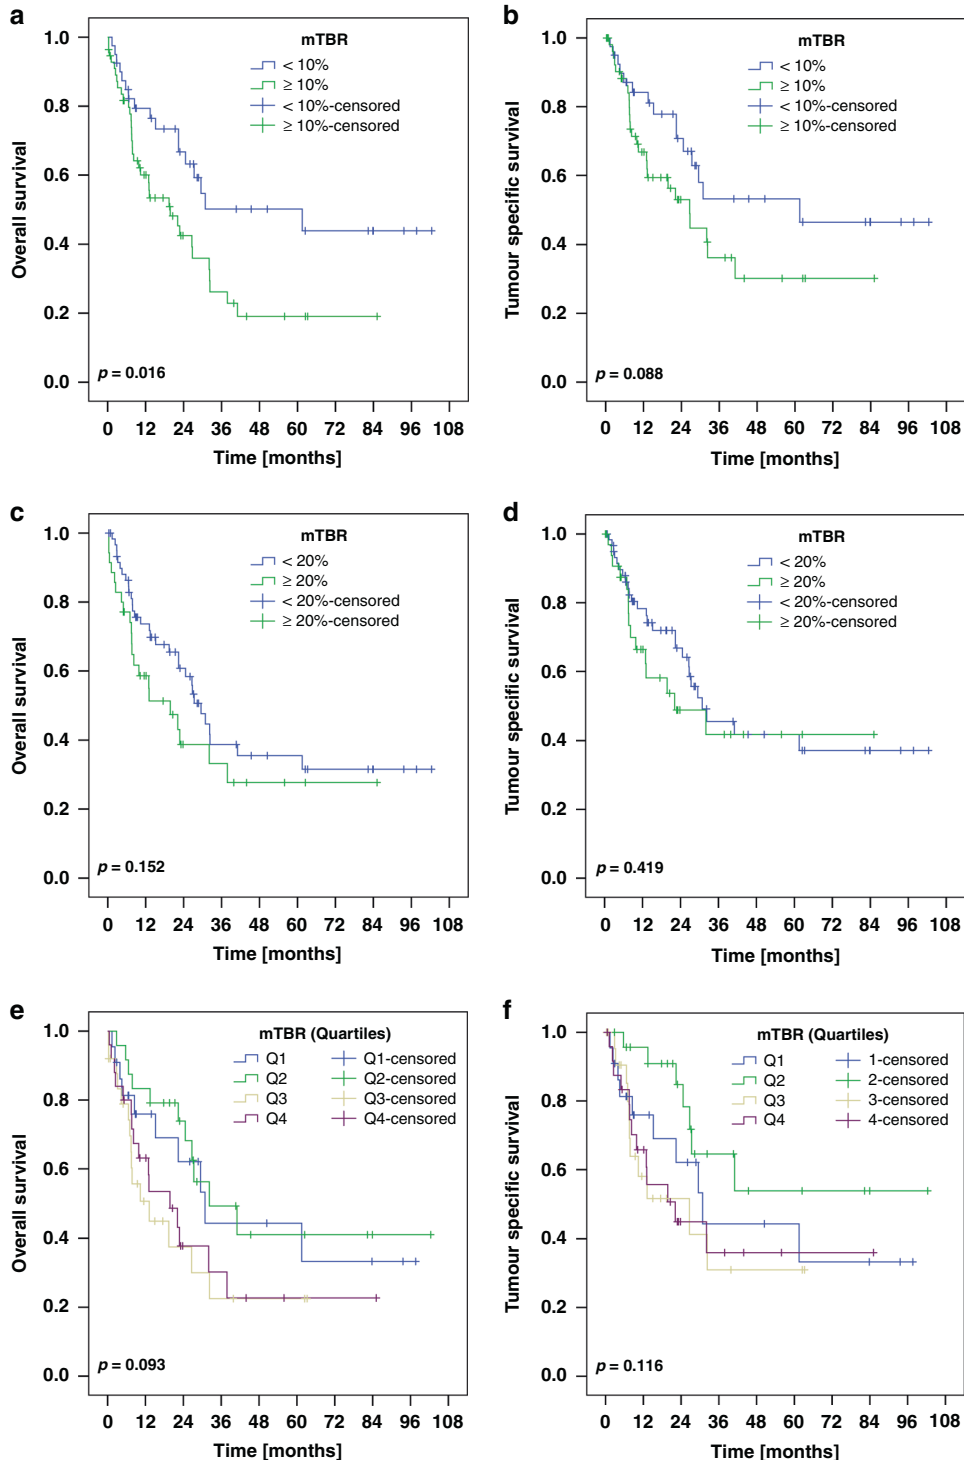 a
mTBR
< 10%
≥ 10%
< 10%-censored
≥ 10%-censored
Overall survival
1.0
0.8
0.6
0.4
0.2
0.0
p = 0.016
0 12 24 36 48 60 72 84 96 108
Time [months]
b
mTBR
< 10%
≥ 10%
< 10%-censored
≥ 10%-censored
Tumour specific survival
1.0
0.8
0.6
0.4
0.2
0.0
p = 0.088
0 12 24 36 48 60 72 84 96 108
Time [months]
c
mTBR
< 20%
≥ 20%
< 20%-censored
≥ 20%-censored
Overall survival
1.0
0.8
0.6
0.4
0.2
0.0
p = 0.152
0 12 24 36 48 60 72 84 96 108
Time [months]
d
mTBR
< 20%
≥ 20%
< 20%-censored
≥ 20%-censored
Tumour specific survival
1.0
0.8
0.6
0.4
0.2
0.0
p = 0.419
0 12 24 36 48 60 72 84 96 108
Time [months]
e
mTBR (Quartiles)
Q1 Q1-censored
Q2 Q2-censored
Q3 Q3-censored
Q4 Q4-censored
Overall survival
1.0
0.8
0.6
0.4
0.2
0.0
p = 0.093
0 12 24 36 48 60 72 84 96 108
Time [months]
f
mTBR (Quartiles)
Q1 1-censored
Q2 2-censored
Q3 3-censored
Q4 4-censored
Tumour specific survival
1.0
0.8
0.6
0.4
0.2
0.0
p = 0.116
0 12 24 36 48 60 72 84 96 108
Time [months]